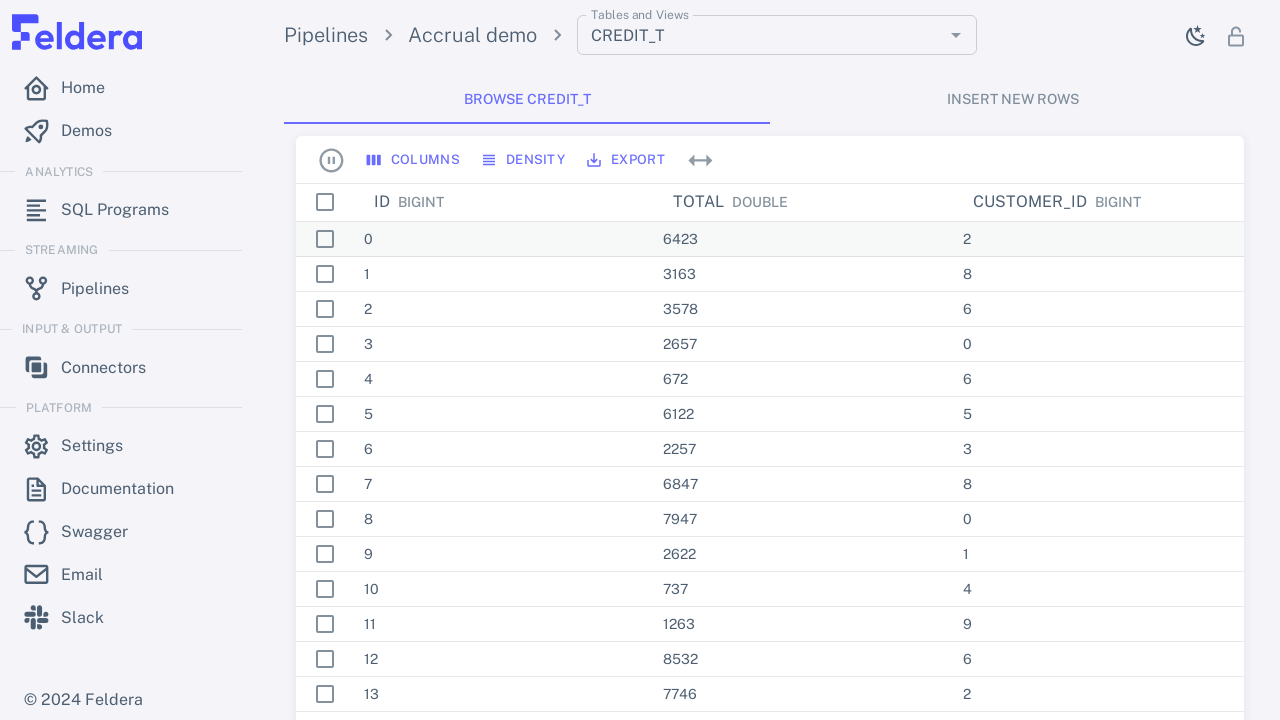 Feldera
Home
Demos
ANALYTICS
SQL Programs
STREAMING
Pipelines
INPUT & OUTPUT
Connectors
PLATFORM
Settings
Documentation
Swagger
Email
Slack
© 2024 Feldera
Pipelines Accrual demo
Tables and Views
CREDIT_T
BROWSE CREDIT_T INSERT NEW ROWS
COLUMNS DENSITY EXPORT
ID BIGINT TOTAL DOUBLE CUSTOMER_ID BIGINT
0 6423 2
1 3163 8
2 3578 6
3 2657 0
4 672 6
5 6122 5
6 2257 3
7 6847 8
8 7947 0
9 2622 1
10 737 4
11 1263 9
12 8532 6
13 7746 2